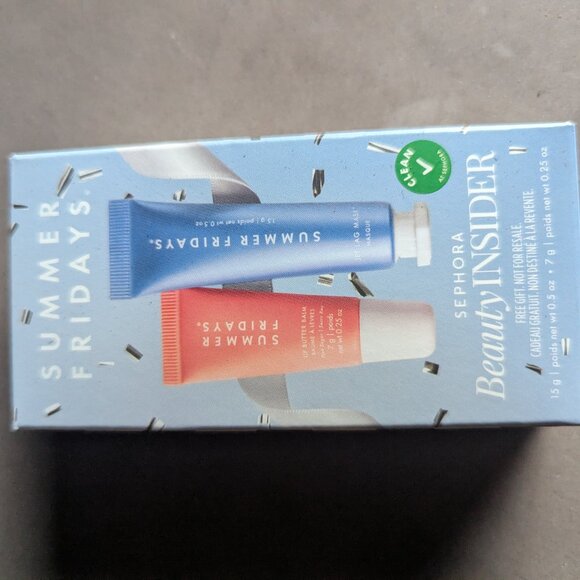 SUMMER
FRIDAYS.
SUMMER FRIDAYS.
JET LAG MASK
MASQUE
15 g | poids net wt 0.5 oz
SUMMER
FRIDAYS.
LIP BUTTER BALM
BAUME À LÈVRES
7 g | poids
net wt 0.25 oz
CLEAN
AT SEPHORA
SEPHORA
Beauty INSIDER
FREE GIFT. NOT FOR RESALE.
CADEAU GRATUIT. NON DESTINÉ À LA REVENTE.
15 g | poids net wt 0.5 oz + 7 g | poids net wt 0.25 oz